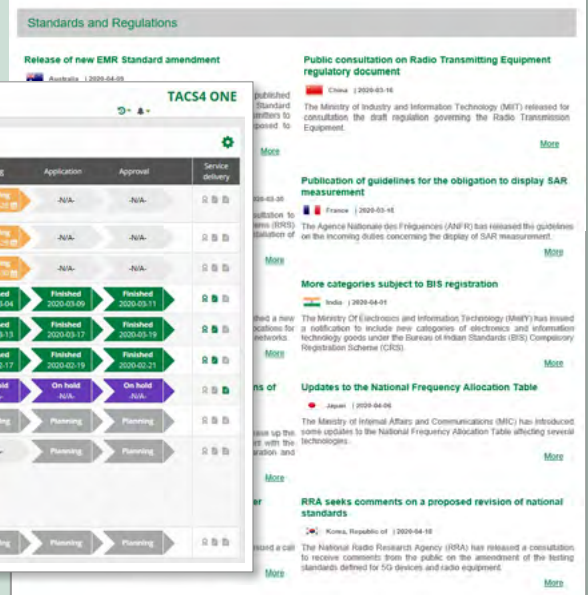 Standards and Regulations
Release of new EMR Standard amendment
Australia | 2020-04-09
published
Standard
posed to
More
More
More
More
More
TACS4 ONE
Application
Approval
Service
delivery
-N/A-
-N/A-
-N/A-
-N/A-
-N/A-
-N/A-
Finished
2020-03-09
Finished
2020-03-11
Finished
2020-03-17
Finished
2020-03-19
Finished
2020-02-19
Finished
2020-02-21
On hold
-N/A-
On hold
-N/A-
Planning
Planning
Planning
Planning
Planning
Planning
Public consultation on Radio Transmitting Equipment
regulatory document
China | 2020-03-16
The Ministry of Industry and Information Technology (MIIT) released for
consultation the draft regulation governing the Radio Transmission
Equipment.
More
Publication of guidelines for the obligation to display SAR
measurement
France | 2020-03-16
The Agence Nationale des Fréquences (ANFR) has released the guidelines
on the incoming duties concerning the display of SAR measurement.
More
More categories subject to BIS registration
India | 2020-04-01
The Ministry Of Electronics and Information Technology (MeitY) has issued
a notification to include new categories of electronics and information
technology goods under the Bureau of Indian Standards (BIS) Compulsory
Registration Scheme (CRS).
More
Updates to the National Frequency Allocation Table
Japan | 2020-04-06
The Ministry of Internal Affairs and Communications (MIC) has introduced
some updates to the National Frequency Allocation Table affecting several
technologies.
More
RRA seeks comments on a proposed revision of national
standards
Korea, Republic of | 2020-04-10
The National Radio Research Agency (RRA) has released a consultation
to receive comments from the public on the amendment of the testing
standards defined for 5G devices and radio equipment.
More